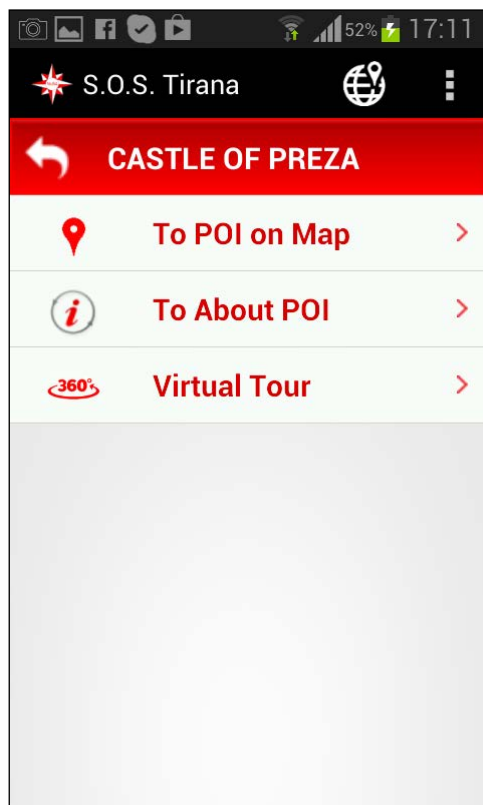 52% 17:11
S.O.S. Tirana
CASTLE OF PREZA
To POI on Map
i To About POI
360° Virtual Tour